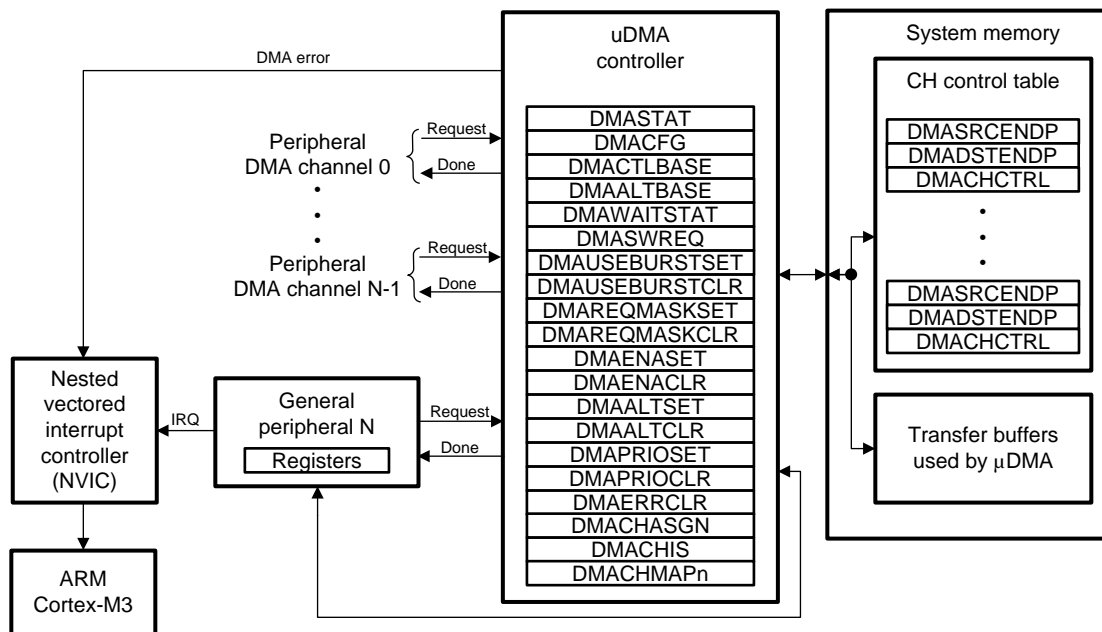 uDMA
controller
DMA error
Request
Peripheral
DMA channel 0
Done
Request
Peripheral
DMA channel N-1
Done
DMASTAT
DMACFG
DMACTLBASE
DMAALTBASE
DMAWAITSTAT
DMASWREQ
DMAUSEBURSTSET
DMAUSEBURSTCLR
DMAREQMASKSET
DMAREQMASKCLR
DMAENASET
DMAENACLR
DMAALTSET
DMAALTCLR
DMAPRIOSET
DMAPRIOCLR
DMAERRCLR
DMACHASGN
DMACHIS
DMACHMAPn
System memory
CH control table
DMASRCENDP
DMADSTENDP
DMACHCTRL
DMASRCENDP
DMADSTENDP
DMACHCTRL
Transfer buffers
used by μDMA
Nested
vectored
interrupt
controller
(NVIC)
IRQ
General
peripheral N
Registers
Request
Done
ARM
Cortex-M3